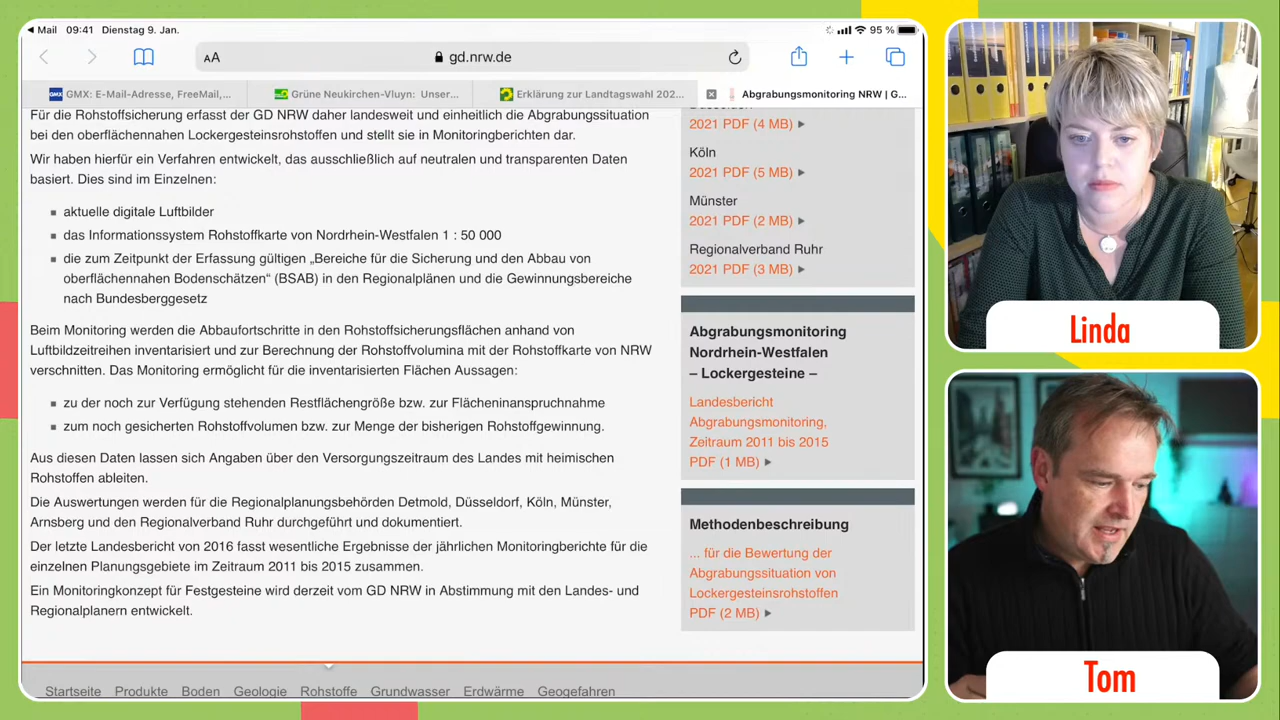 Mail 09:41 Dienstag 9. Jan. 95 %
AA gd.nrw.de
GMX: E-Mail-Adresse, FreeMail,... Grüne Neukirchen-Vluyn: Unser... Erklärung zur Landtagswahl 202... Abgrabungsmonitoring NRW | G...
Für die Rohstoffsicherung erfasst der GD NRW daher landesweit und einheitlich die Abgrabungssituation
bei den oberflächennahen Lockergesteinsrohstoffen und stellt sie in Monitoringberichten dar.
Wir haben hierfür ein Verfahren entwickelt, das ausschließlich auf neutralen und transparenten Daten
basiert. Dies sind im Einzelnen:
aktuelle digitale Luftbilder
das Informationssystem Rohstoffkarte von Nordrhein-Westfalen 1 : 50 000
die zum Zeitpunkt der Erfassung gültigen „Bereiche für die Sicherung und den Abbau von
oberflächennahen Bodenschätzen“ (BSAB) in den Regionalplänen und die Gewinnungsbereiche
nach Bundesberggesetz
Beim Monitoring werden die Abbaufortschritte in den Rohstoffsicherungsflächen anhand von
Luftbildzeitreihen inventarisiert und zur Berechnung der Rohstoffvolumina mit der Rohstoffkarte von NRW
verschnitten. Das Monitoring ermöglicht für die inventarisierten Flächen Aussagen:
zu der noch zur Verfügung stehenden Restflächengröße bzw. zur Flächeninanspruchnahme
zum noch gesicherten Rohstoffvolumen bzw. zur Menge der bisherigen Rohstoffgewinnung.
Aus diesen Daten lassen sich Angaben über den Versorgungszeitraum des Landes mit heimischen
Rohstoffen ableiten.
Die Auswertungen werden für die Regionalplanungsbehörden Detmold, Düsseldorf, Köln, Münster,
Arnsberg und den Regionalverband Ruhr durchgeführt und dokumentiert.
Der letzte Landesbericht von 2016 fasst wesentliche Ergebnisse der jährlichen Monitoringberichte für die
einzelnen Planungsgebiete im Zeitraum 2011 bis 2015 zusammen.
Ein Monitoringkonzept für Festgesteine wird derzeit vom GD NRW in Abstimmung mit den Landes- und
Regionalplanern entwickelt.
Düsseldorf
2021 PDF (4 MB)
Köln
2021 PDF (5 MB)
Münster
2021 PDF (2 MB)
Regionalverband Ruhr
2021 PDF (3 MB)
Abgrabungsmonitoring
Nordrhein-Westfalen
– Lockergesteine –
Landesbericht
Abgrabungsmonitoring,
Zeitraum 2011 bis 2015
PDF (1 MB)
Methodenbeschreibung
... für die Bewertung der
Abgrabungssituation von
Lockergesteinsrohstoffen
PDF (2 MB)
Startseite Produkte Boden Geologie Rohstoffe Grundwasser Erdwärme Geogefahren
Linda
Tom